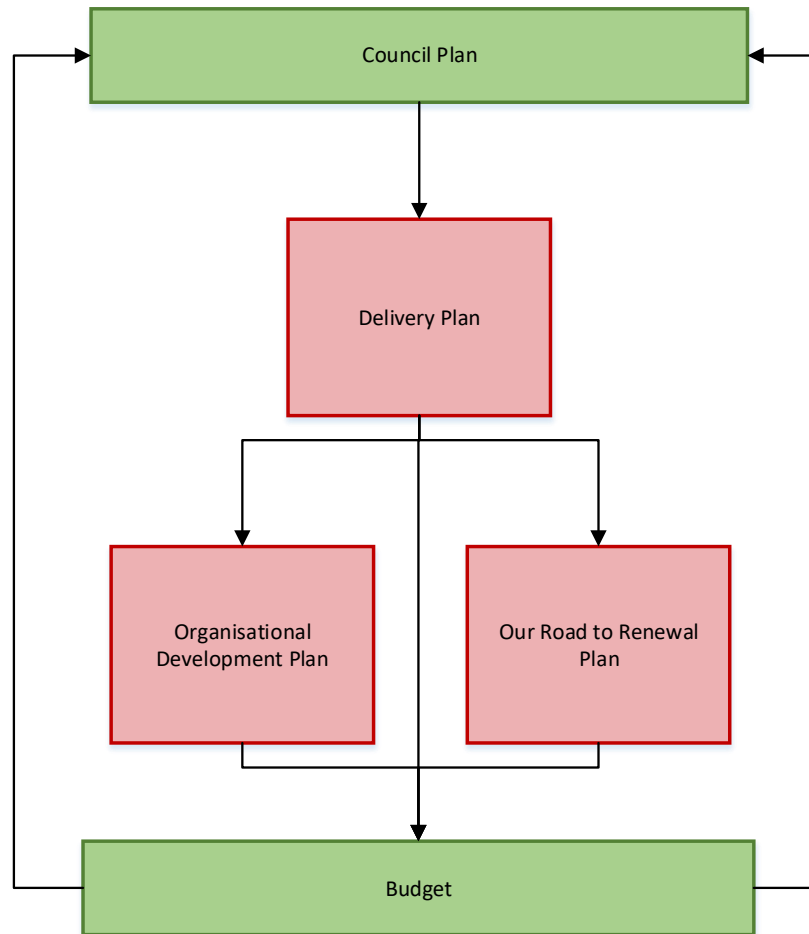 Council Plan
Delivery Plan
Organisational
Development Plan
Our Road to Renewal
Plan
Budget